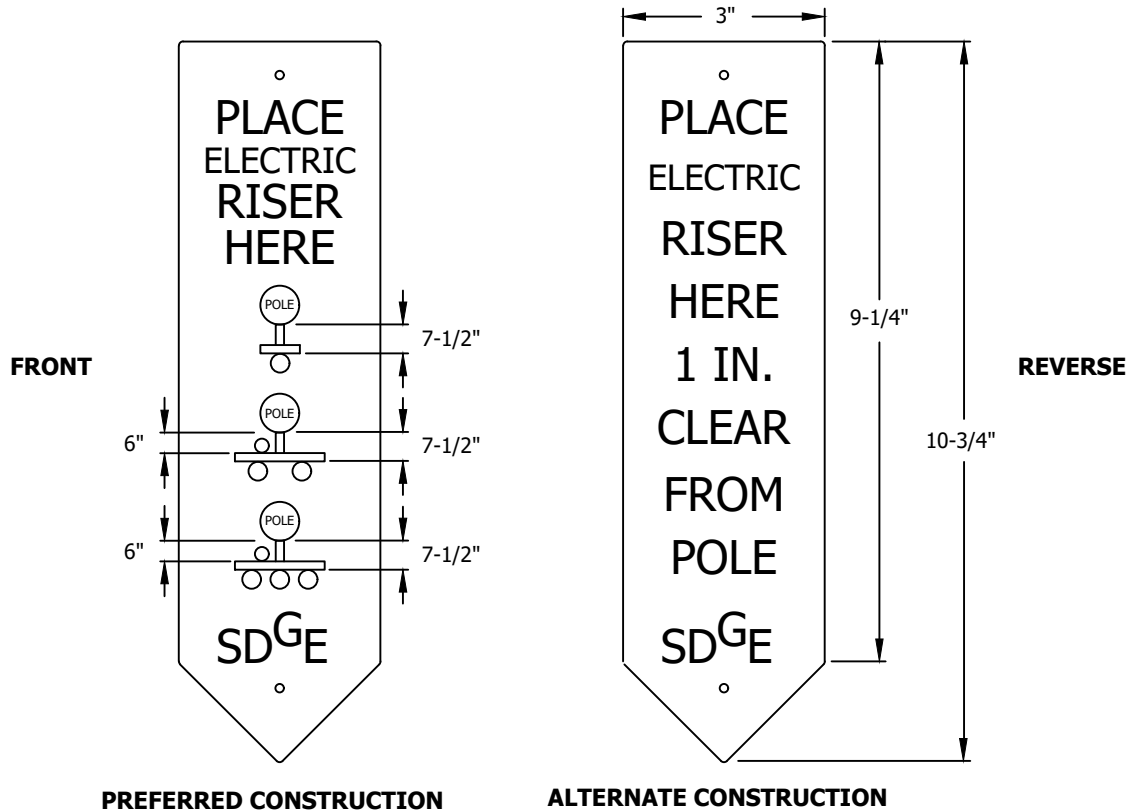 PLACE
ELECTRIC
RISER
HERE
POLE
7-1/2"
FRONT
POLE
6"
7-1/2"
POLE
6"
7-1/2"
SDGE
PREFERRED CONSTRUCTION
3"
PLACE
ELECTRIC
RISER
HERE
1 IN.
CLEAR
FROM
POLE
SDGE
9-1/4"
10-3/4"
REVERSE
ALTERNATE CONSTRUCTION